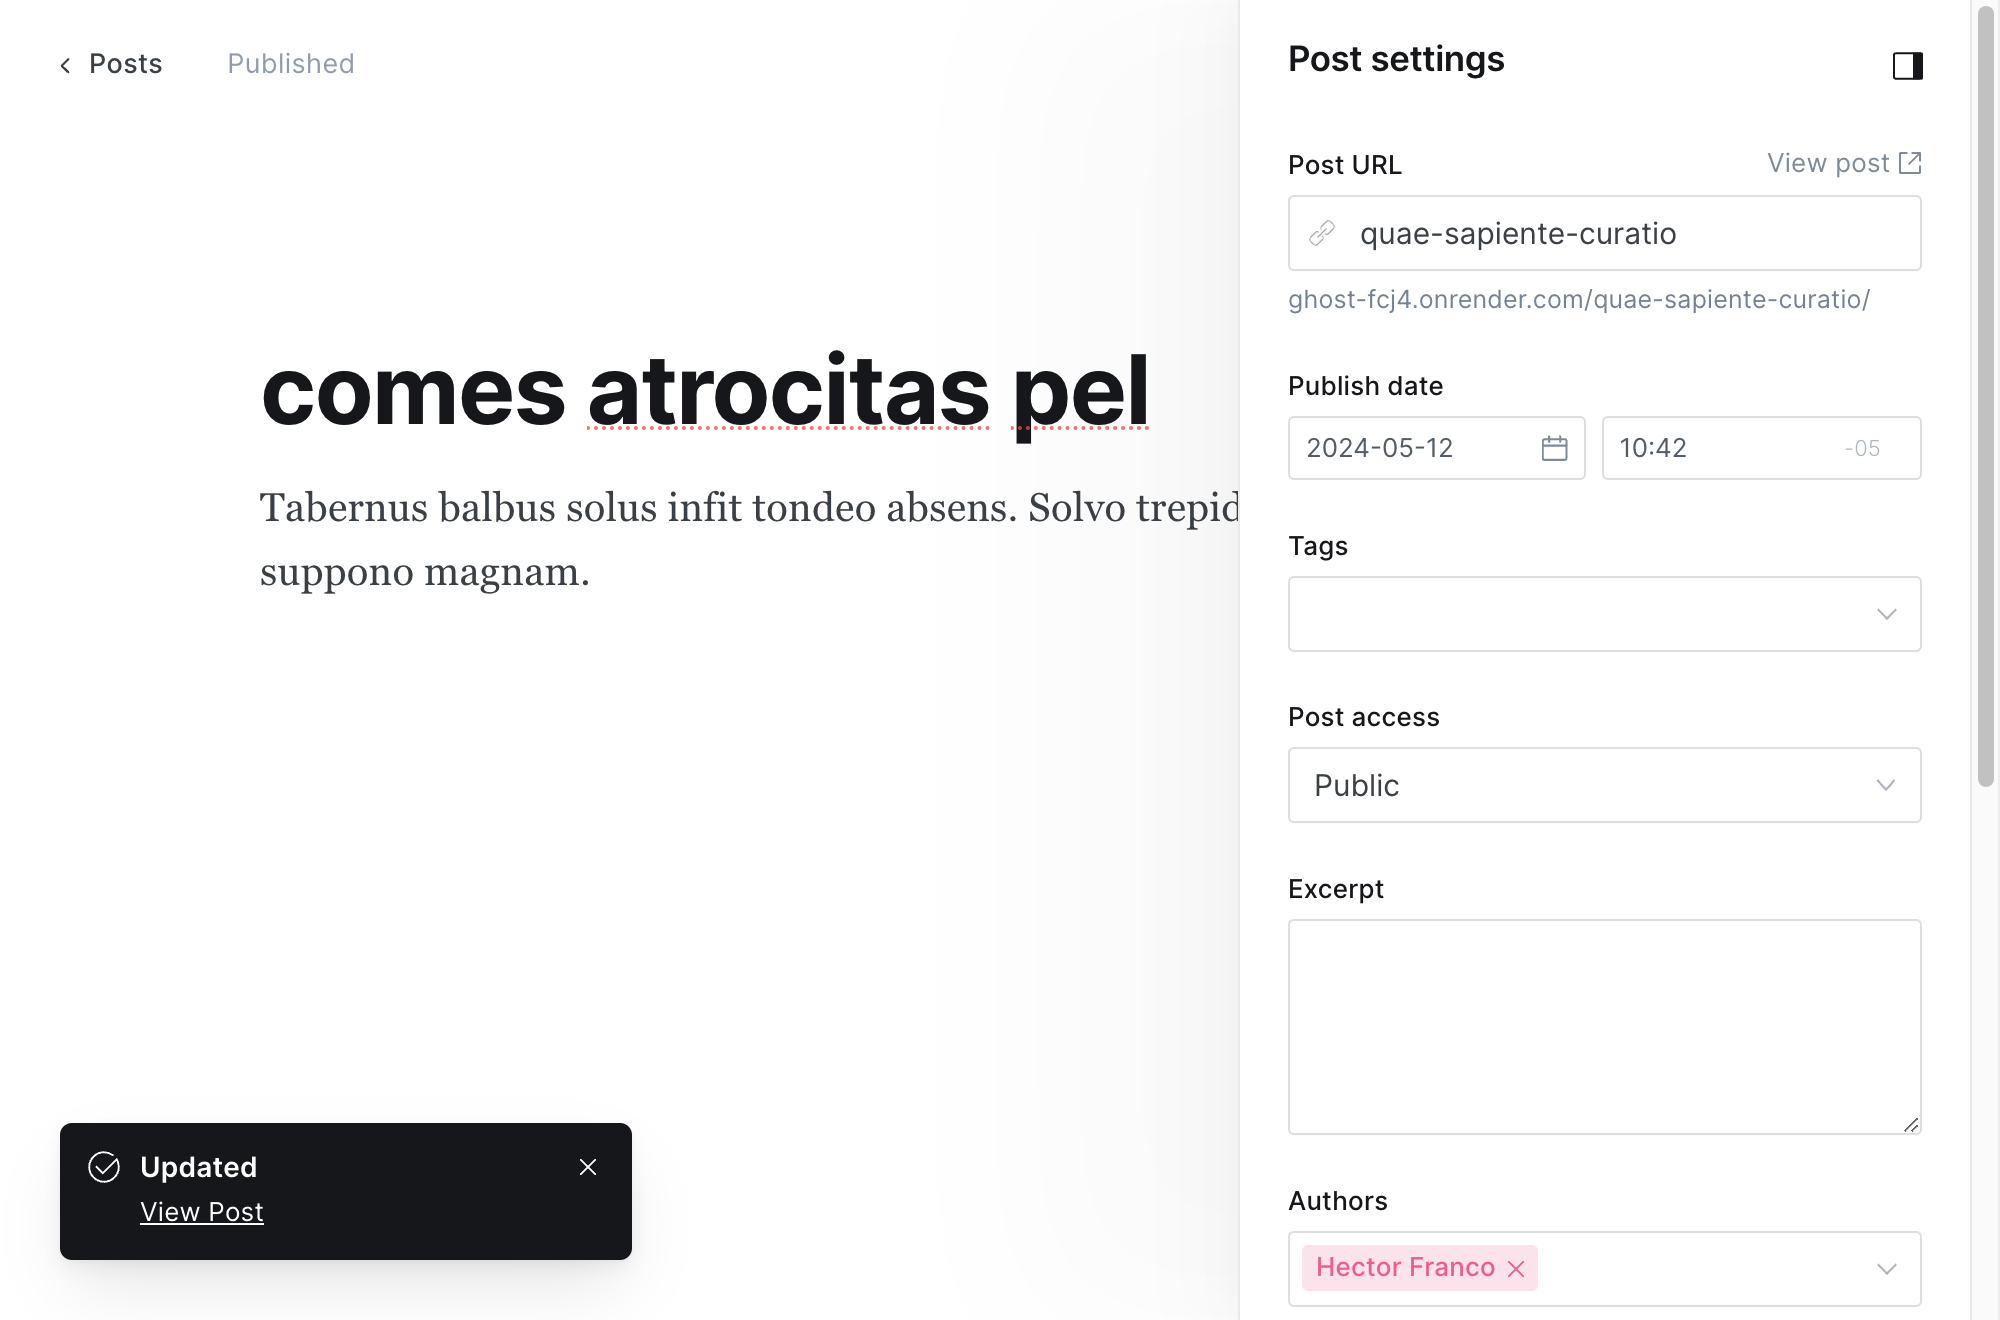 Posts
Published
comes atrocitas pel
Tabernus balbus solus infit tondeo absens. Solvo trepid
suppono magnam.
Updated
View Post
Post settings
Post URL
View post
quae-sapiente-curatio
ghost-fcj4.onrender.com/quae-sapiente-curatio/
Publish date
2024-05-12
10:42
-05
Tags
Post access
Public
Excerpt
Authors
Hector Franco